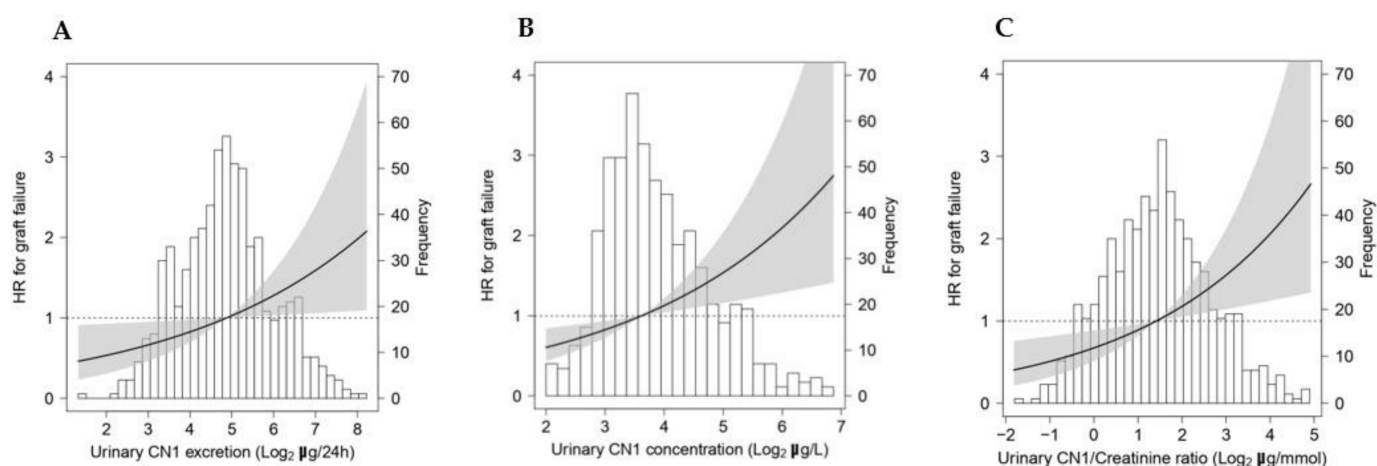 A
B
C
HR for graft failure
4
3
2
1
0
70
60
50
40
30
20
10
0
Frequency
2 3 4 5 6 7 8
Urinary CN1 excretion (Log₂ μg/24h)
HR for graft failure
4
3
2
1
0
70
60
50
40
30
20
10
0
Frequency
2 3 4 5 6 7
Urinary CN1 concentration (Log₂ μg/L)
HR for graft failure
4
3
2
1
0
70
60
50
40
30
20
10
0
Frequency
−2 −1 0 1 2 3 4 5
Urinary CN1/Creatinine ratio (Log₂ μg/mmol)